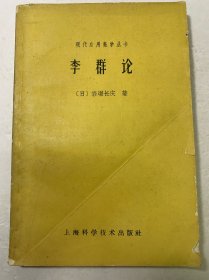 现代应用数学丛书
李群论
〔日〕岩堀长庆 著
上海科学技术出版社